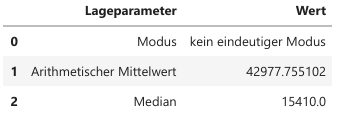 Lageparameter Wert
0 Modus kein eindeutiger Modus
1 Arithmetischer Mittelwert 42977.755102
2 Median 15410.0